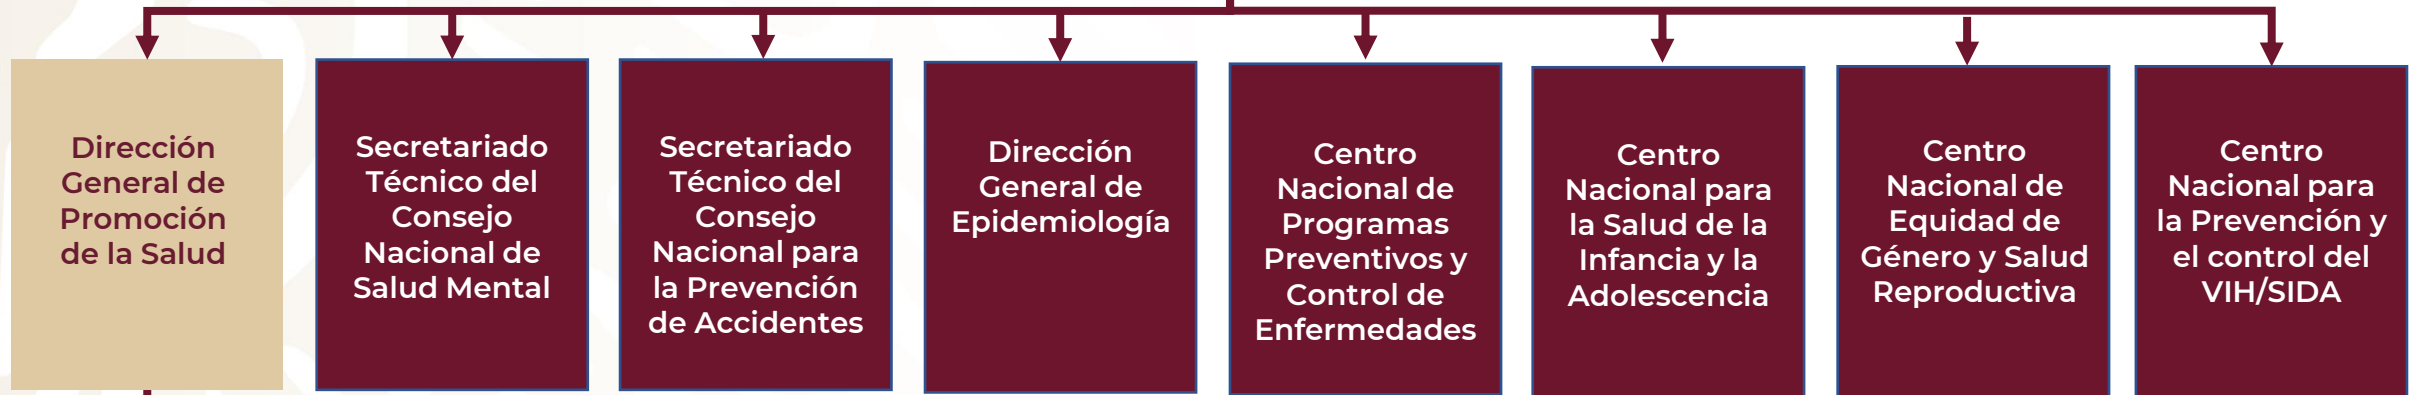 Dirección
General de
Promoción
de la Salud
Secretariado
Técnico del
Consejo
Nacional de
Salud Mental
Secretariado
Técnico del
Consejo
Nacional para
la Prevención
de Accidentes
Dirección
General de
Epidemiología
Centro
Nacional de
Programas
Preventivos y
Control de
Enfermedades
Centro
Nacional para
la Salud de la
Infancia y la
Adolescencia
Centro
Nacional de
Equidad de
Género y Salud
Reproductiva
Centro
Nacional para
la Prevención y
el control del
VIH/SIDA